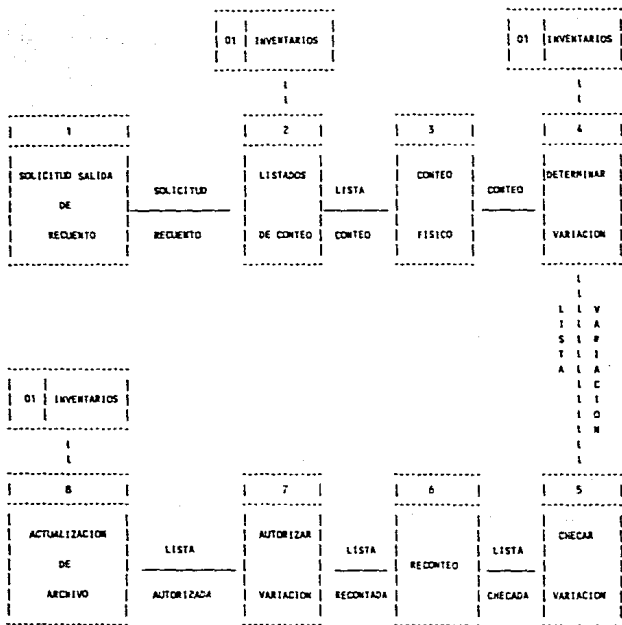 01 INVENTARIOS
01 INVENTARIOS
1
SOLICITUD SALIDA
DE
RECUENTO
SOLICITUD
RECUENTO
2
LISTADOS
DE CONTEO
LISTA
CONTEO
3
CONTEO
FISICO
CONTEO
4
DETERMINAR
VARIACION
LISTA
VARIACION
01 INVENTARIOS
8
ACTUALIZACION
DE
ARCHIVO
LISTA
AUTORIZADA
7
AUTORIZAR
VARIACION
LISTA
RECONTADA
6
RECONTEO
LISTA
CHECADA
5
CHECAR
VARIACION